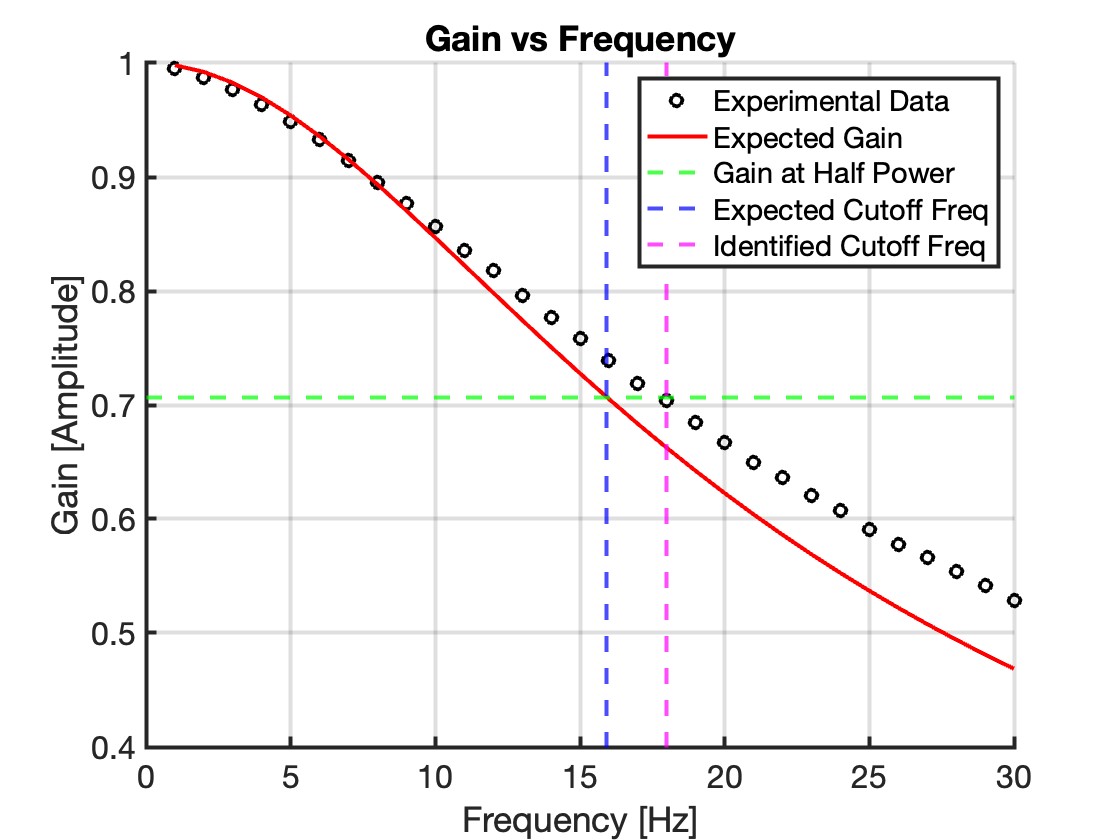 Gain vs Frequency
Experimental Data
Expected Gain
Gain at Half Power
Expected Cutoff Freq
Identified Cutoff Freq
Gain [Amplitude]
1
0.9
0.8
0.7
0.6
0.5
0.4
0 5 10 15 20 25 30
Frequency [Hz]